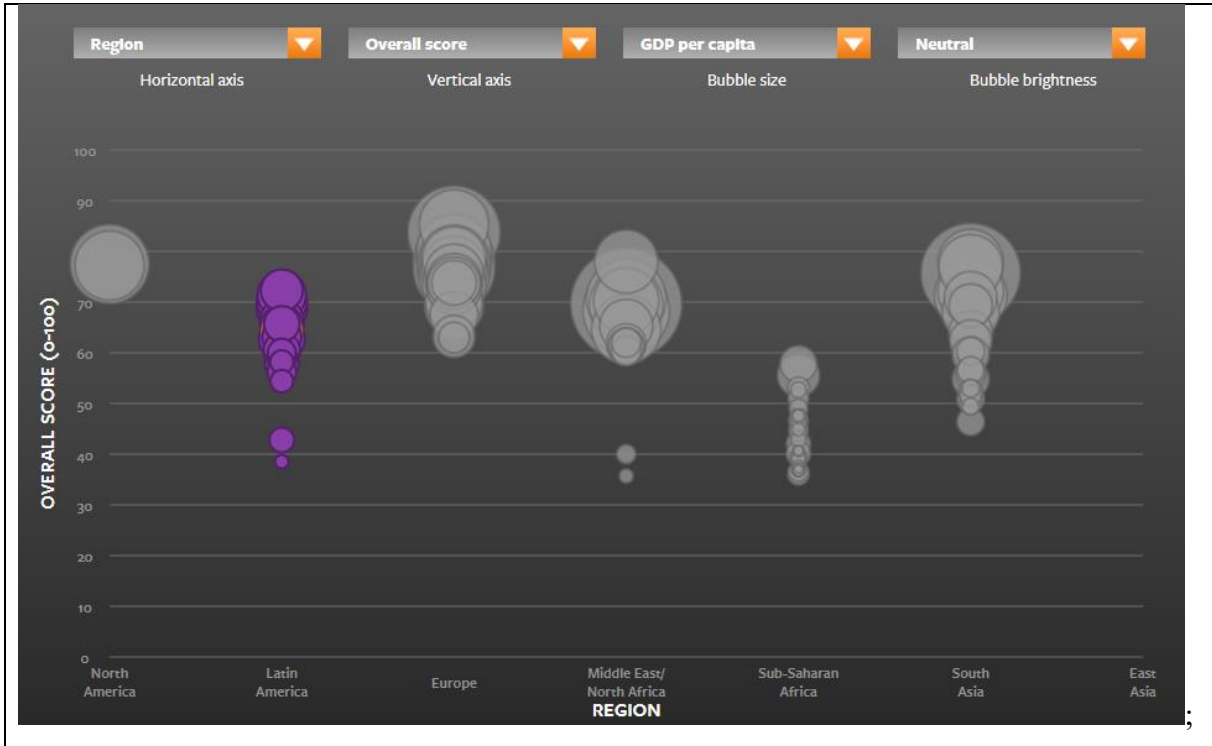 Region Overall score GDP per capita Neutral
Horizontal axis Vertical axis Bubble size Bubble brightness
100
90
70
60
50
40
30
20
10
0
OVERALL SCORE (0-100)
North America
Latin America
Europe
Middle East/
North Africa
Sub-Saharan
Africa
South
Asia
East
Asia
REGION
;